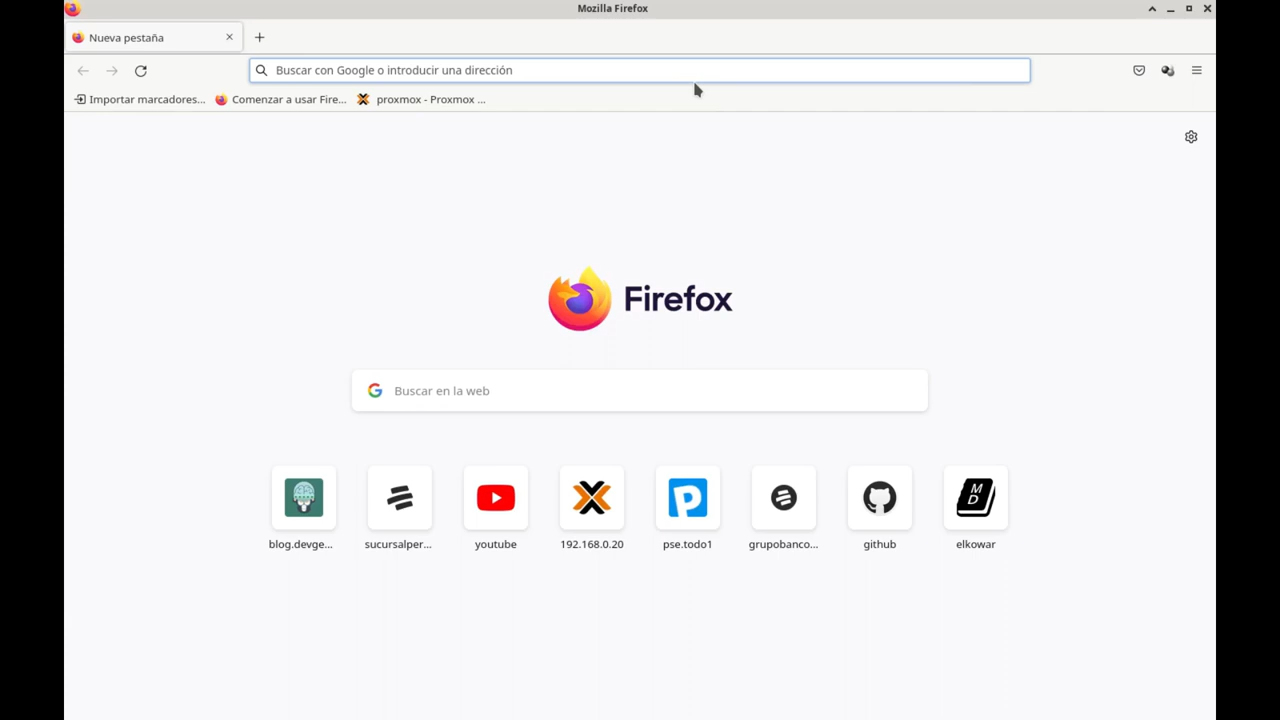 Mozilla Firefox
Nueva pestaña
Buscar con Google o introducir una dirección
Importar marcadores...
Comenzar a usar Fire...
proxmox - Proxmox ...
Firefox
Buscar en la web
MD
blog.devge...
sucursalper...
youtube
192.168.0.20
pse.todo1
grupobanco...
github
elkowar